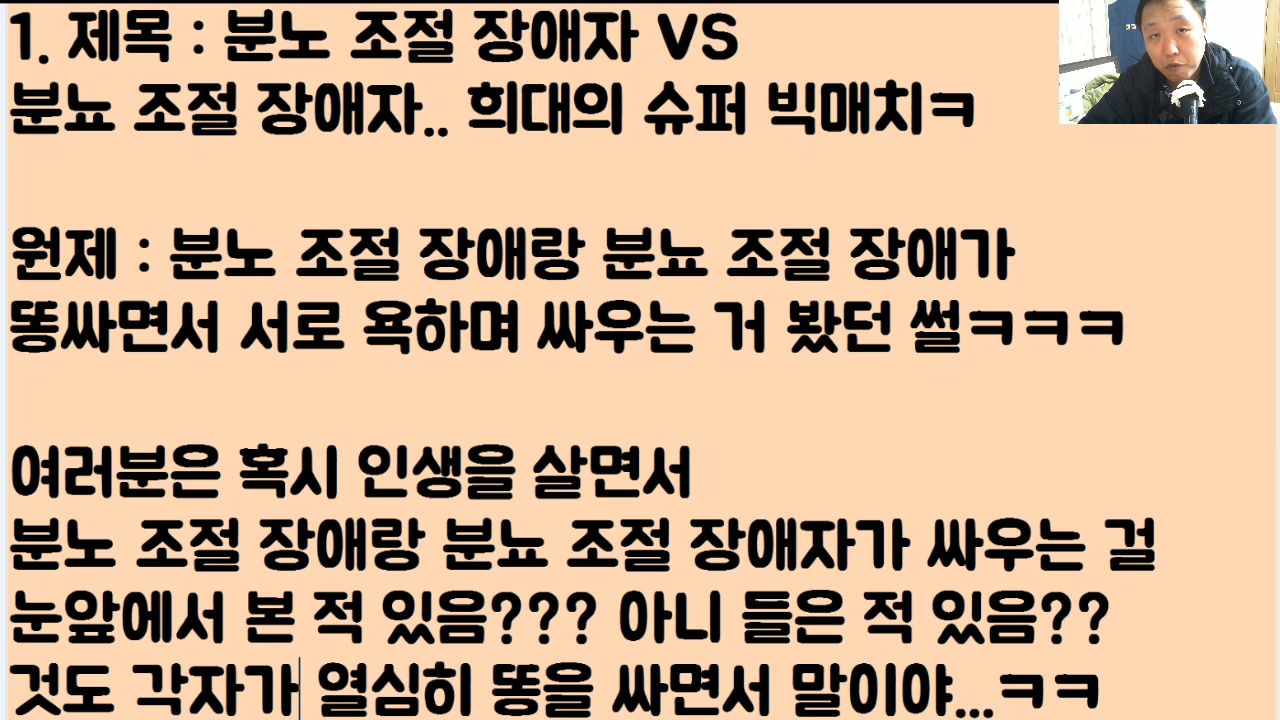 1. 제목 : 분노 조절 장애자 VS
분뇨 조절 장애자.. 희대의 슈퍼 빅매치ㅋ
원제 : 분노 조절 장애랑 분뇨 조절 장애가
똥싸면서 서로 욕하며 싸우는 거 봤던 썰ㅋㅋㅋ
여러분은 혹시 인생을 살면서
분노 조절 장애랑 분뇨 조절 장애자가 싸우는 걸
눈앞에서 본 적 있음??? 아니 들은 적 있음??
것도 각자가 열심히 똥을 싸면서 말이야...ㅋㅋ